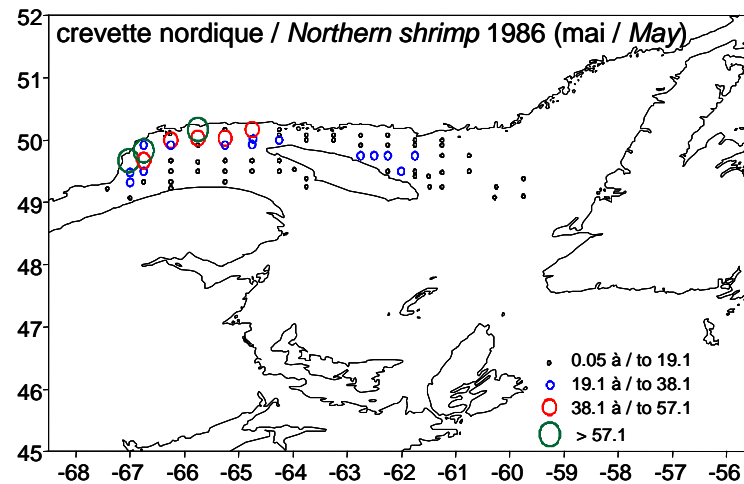 crevette nordique / Northern shrimp 1986 (mai / May)
52
51
50
49
48
47
46
45
0.05 à / to 19.1
19.1 à / to 38.1
38.1 à / to 57.1
> 57.1
-68 -67 -66 -65 -64 -63 -62 -61 -60 -59 -58 -57 -56